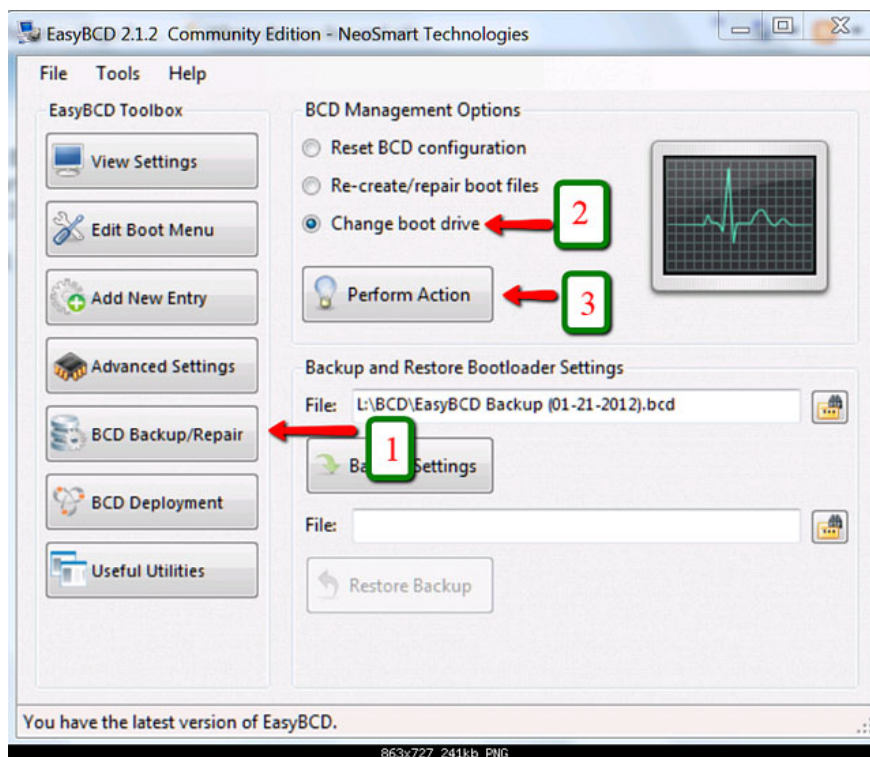 EasyBCD 2.1.2 Community Edition - NeoSmart Technologies
File Tools Help
EasyBCD Toolbox
View Settings
Edit Boot Menu
Add New Entry
Advanced Settings
BCD Backup/Repair
BCD Deployment
Useful Utilities
BCD Management Options
Reset BCD configuration
Re-create/repair boot files
Change boot drive
2
Perform Action
3
Backup and Restore Bootloader Settings
File: L:\BCD\EasyBCD Backup (01-21-2012).bcd
1
Settings
File:
Restore Backup
You have the latest version of EasyBCD.
863x727 241kb PNG